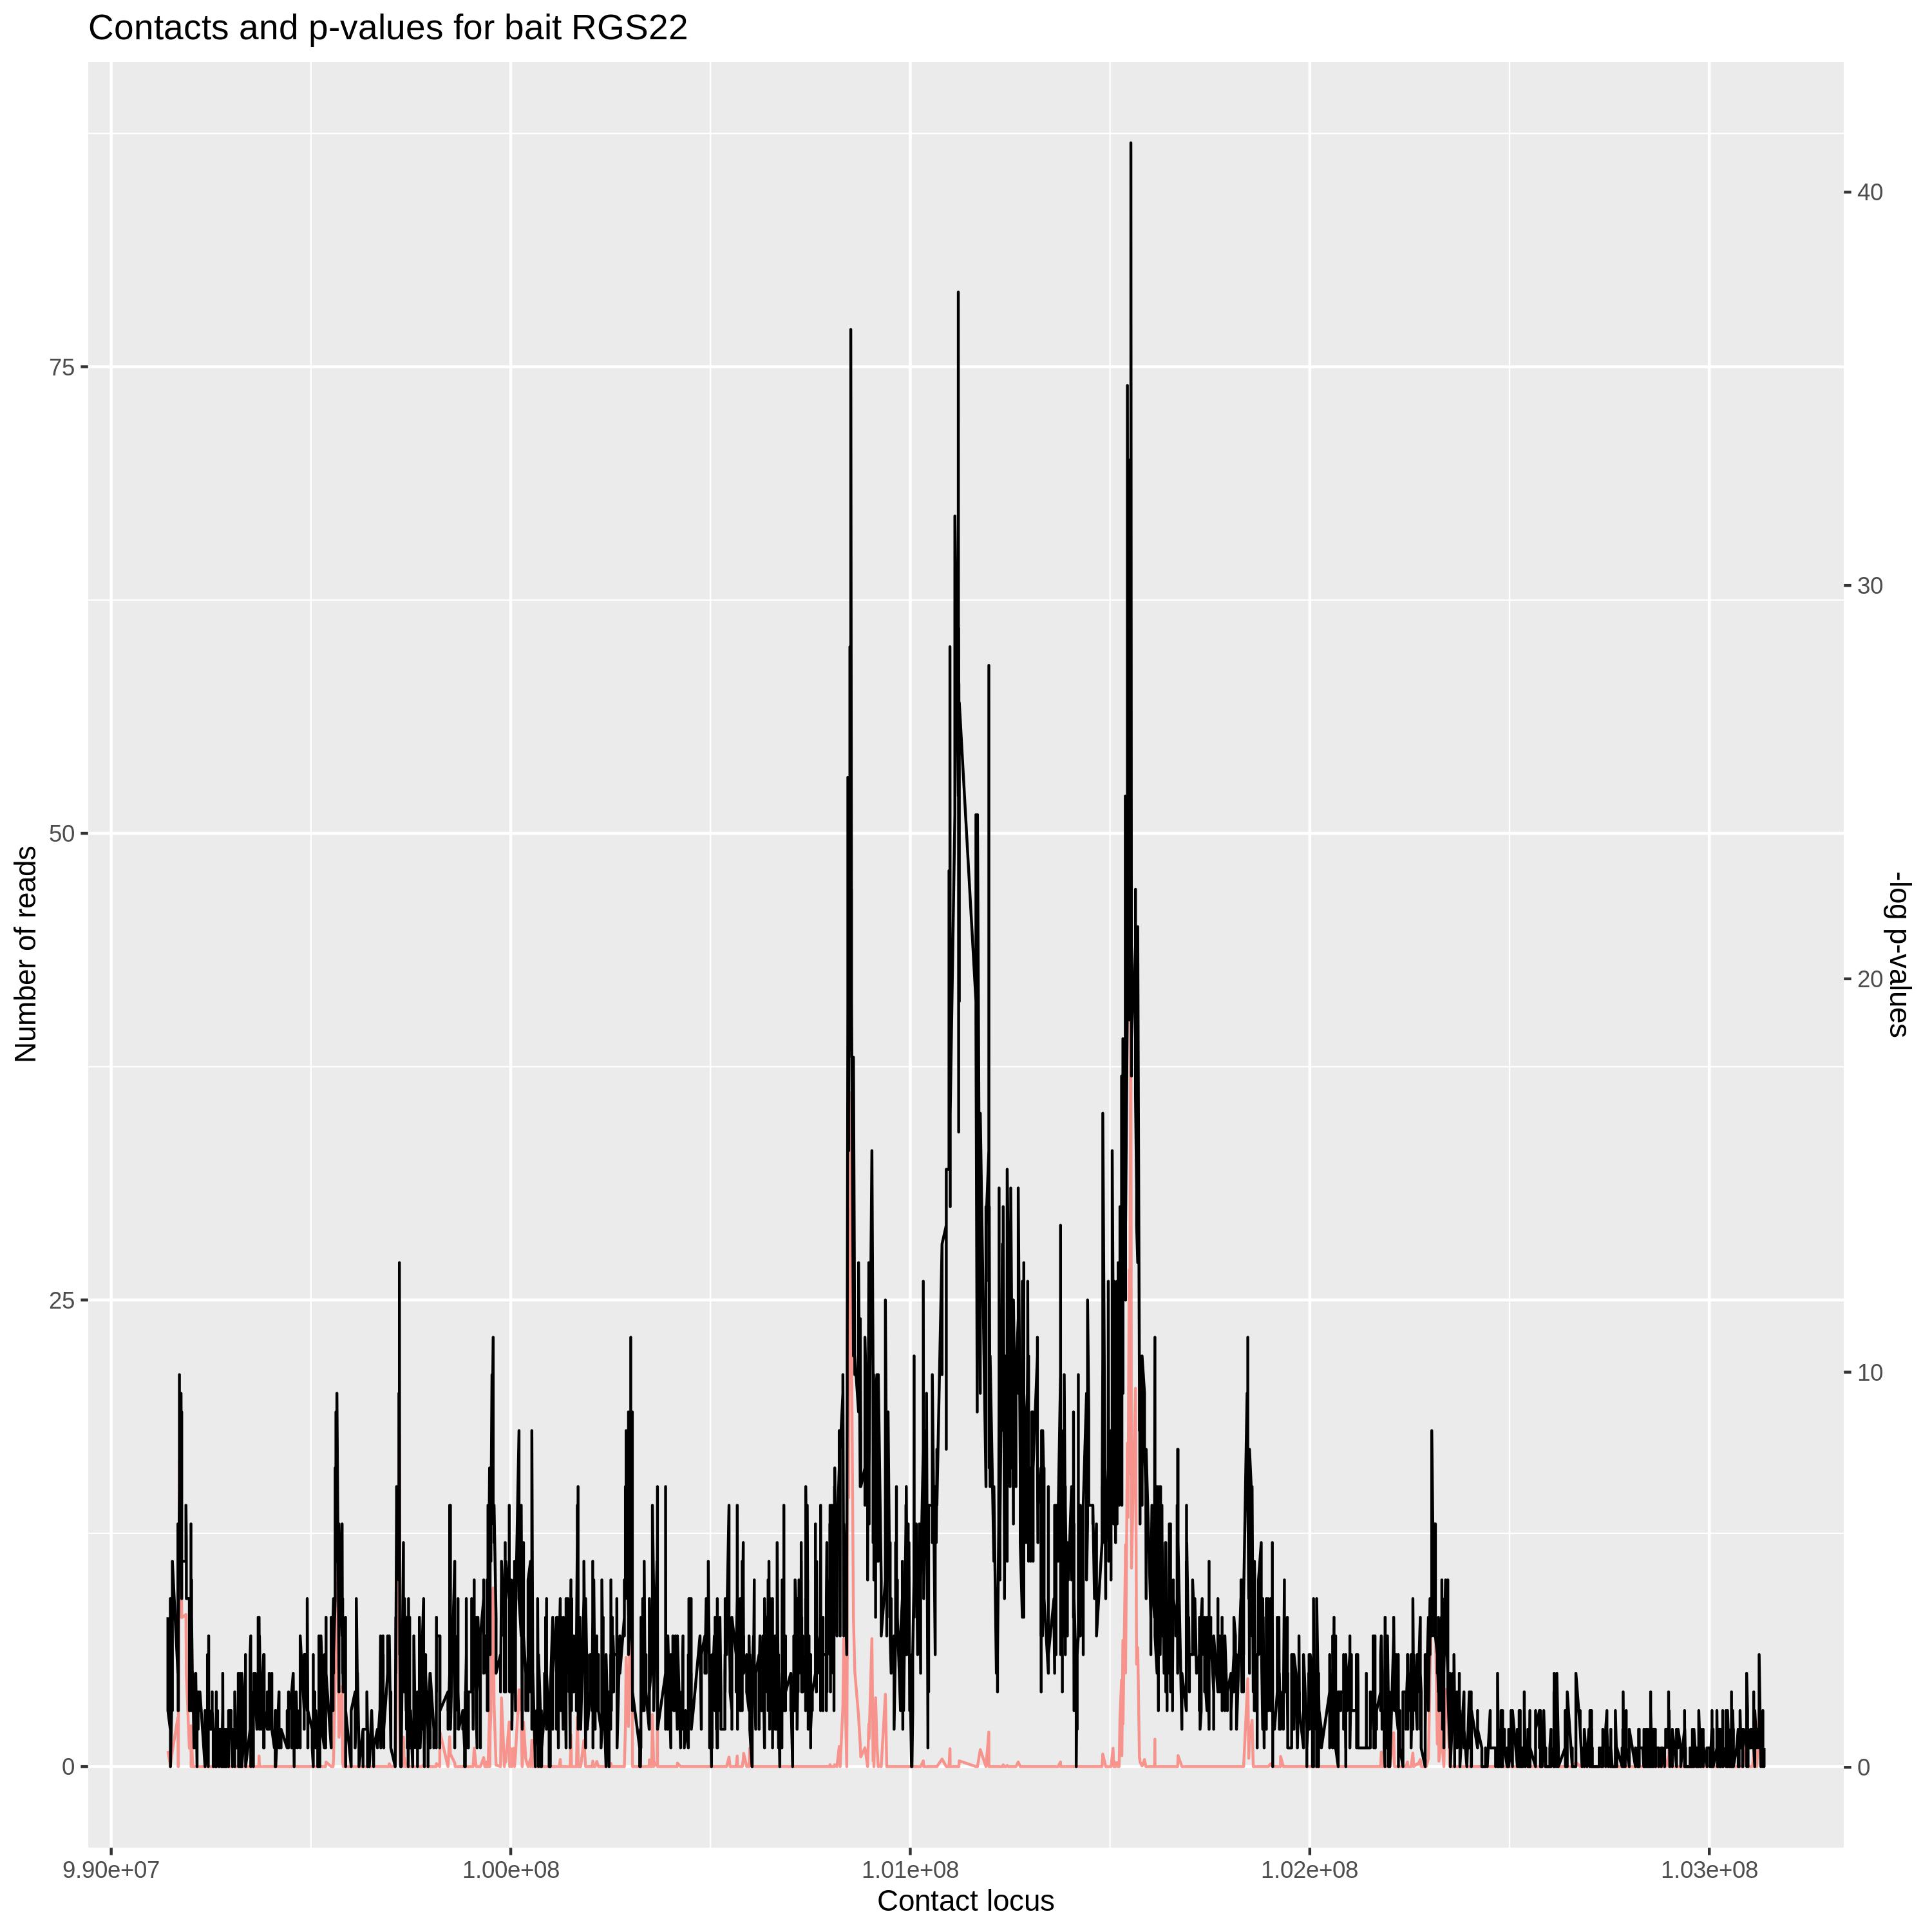 Contacts and p-values for bait RGS22
Number of reads
75
50
25
0
40
30
20
10
0
-log p-values
9.90e+07
1.00e+08
1.01e+08
1.02e+08
1.03e+08
Contact locus